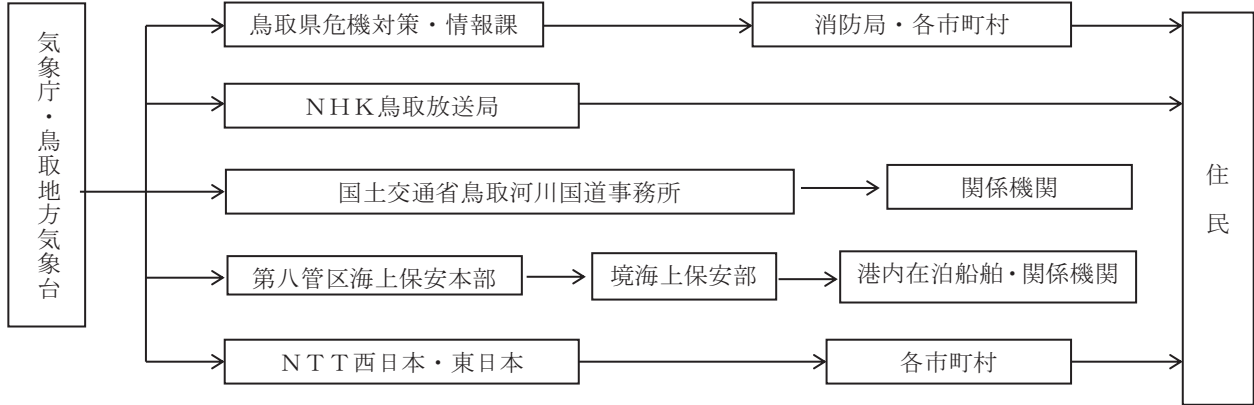 気象庁・鳥取地方気象台
鳥取県危機対策・情報課
消防局・各市町村
ＮＨＫ鳥取放送局
国土交通省鳥取河川国道事務所
関係機関
第八管区海上保安本部
境海上保安部
港内在泊船舶・関係機関
ＮＴＴ西日本・東日本
各市町村
住民